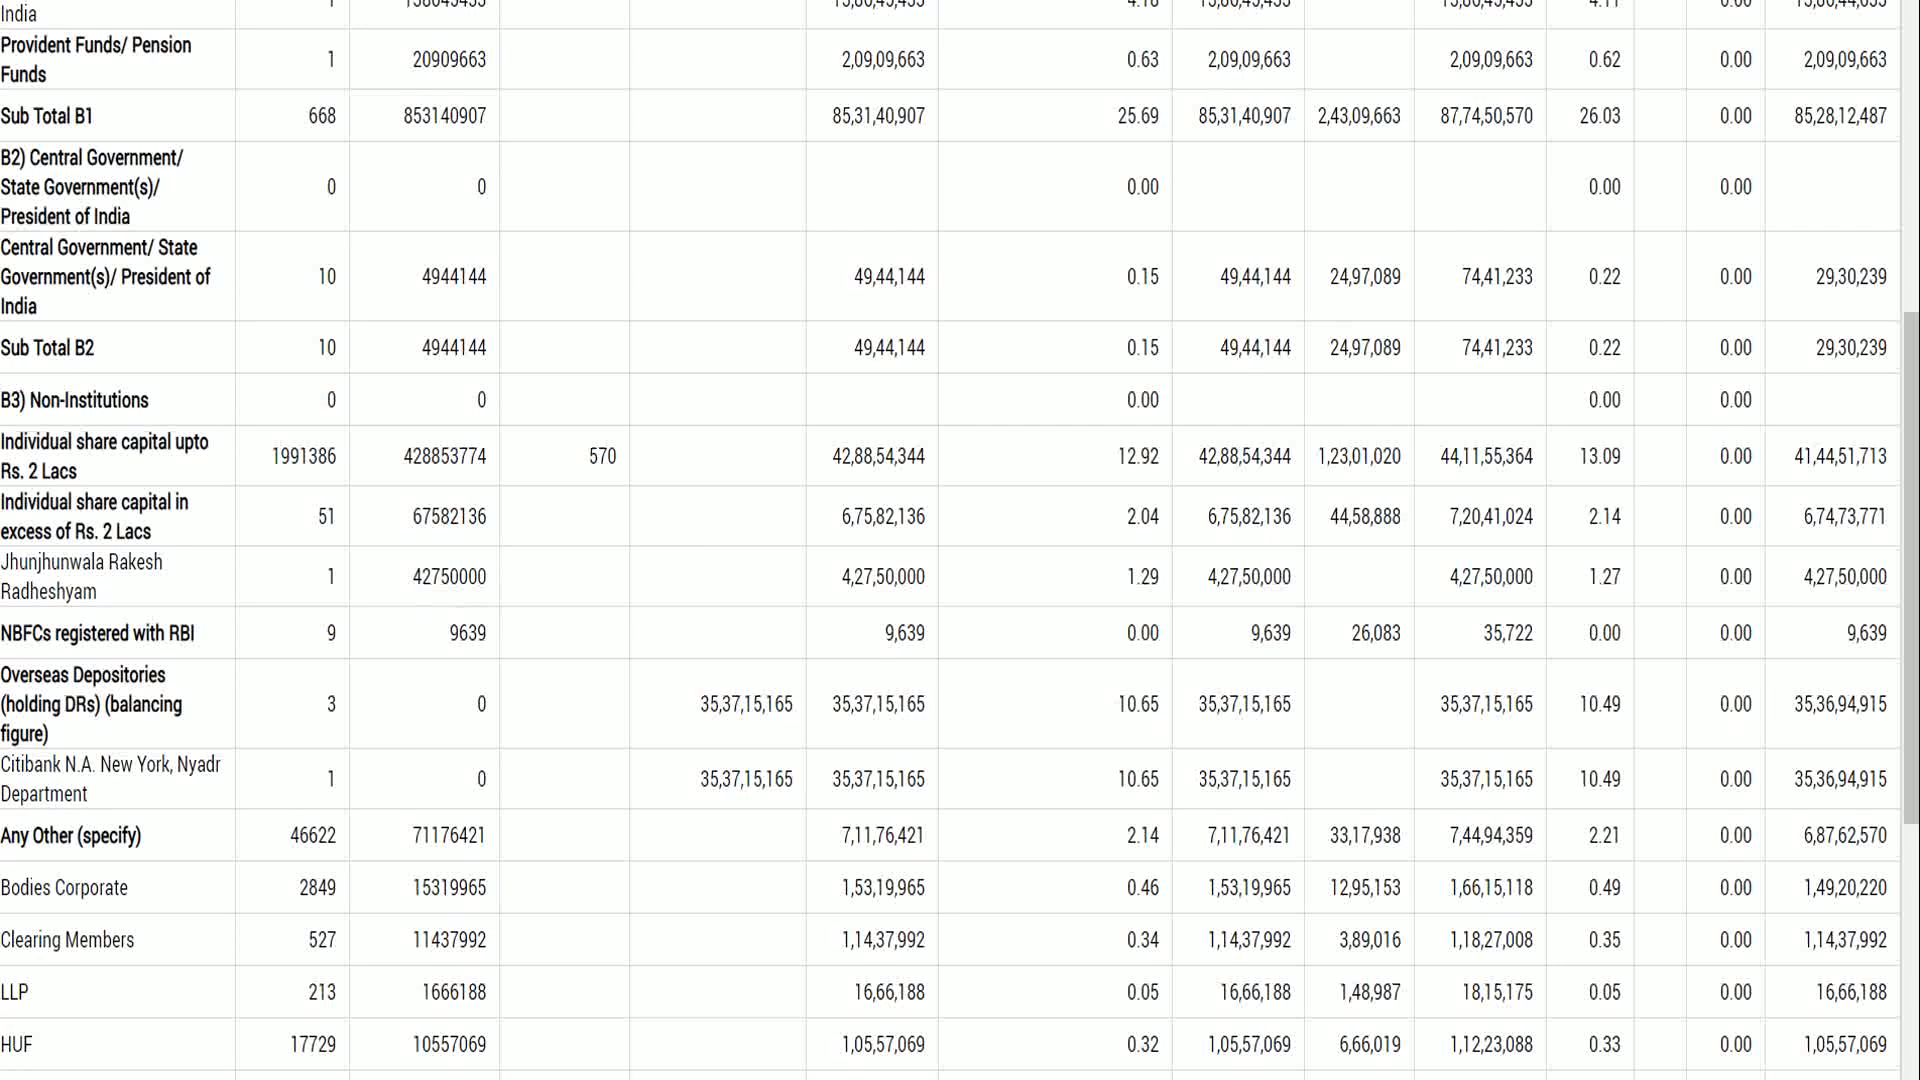 India 1 138045455 4.16 4.11 0.00
Provident Funds/ Pension
Funds 1 20909663 2,09,09,663 0.63 2,09,09,663 2,09,09,663 0.62 0.00 2,09,09,663
Sub Total B1 668 853140907 85,31,40,907 25.69 85,31,40,907 2,43,09,663 87,74,50,570 26.03 0.00 85,28,12,487
B2) Central Government/
State Government(s)/ 0 0 0.00 0.00 0.00
President of India
Central Government/ State
Government(s)/ President of 10 4944144 49,44,144 0.15 49,44,144 24,97,089 74,41,233 0.22 0.00 29,30,239
India
Sub Total B2 10 4944144 49,44,144 0.15 49,44,144 24,97,089 74,41,233 0.22 0.00 29,30,239
B3) Non-Institutions 0 0 0.00 0.00 0.00
Individual share capital upto
Rs. 2 Lacs 1991386 428853774 570 42,88,54,344 12.92 42,88,54,344 1,23,01,020 44,11,55,364 13.09 0.00 41,44,51,713
Individual share capital in
excess of Rs. 2 Lacs 51 67582136 6,75,82,136 2.04 6,75,82,136 44,58,888 7,20,41,024 2.14 0.00 6,74,73,771
Jhunjhunwala Rakesh
Radheshyam 1 42750000 4,27,50,000 1.29 4,27,50,000 4,27,50,000 1.27 0.00 4,27,50,000
NBFCs registered with RBI 9 9639 9,639 0.00 9,639 26,083 35,722 0.00 0.00 9,639
Overseas Depositories
(holding DRs) (balancing 3 0 35,37,15,165 35,37,15,165 10.65 35,37,15,165 35,37,15,165 10.49 0.00 35,36,94,915
figure)
Citibank N.A. New York, Nyadr
Department 1 0 35,37,15,165 35,37,15,165 10.65 35,37,15,165 35,37,15,165 10.49 0.00 35,36,94,915
Any Other (specify) 46622 71176421 7,11,76,421 2.14 7,11,76,421 33,17,938 7,44,94,359 2.21 0.00 6,87,62,570
Bodies Corporate 2849 15319965 1,53,19,965 0.46 1,53,19,965 12,95,153 1,66,15,118 0.49 0.00 1,49,20,220
Clearing Members 527 11437992 1,14,37,992 0.34 1,14,37,992 3,89,016 1,18,27,008 0.35 0.00 1,14,37,992
LLP 213 1666188 16,66,188 0.05 16,66,188 1,48,987 18,15,175 0.05 0.00 16,66,188
HUF 17729 10557069 1,05,57,069 0.32 1,05,57,069 6,66,019 1,12,23,088 0.33 0.00 1,05,57,069